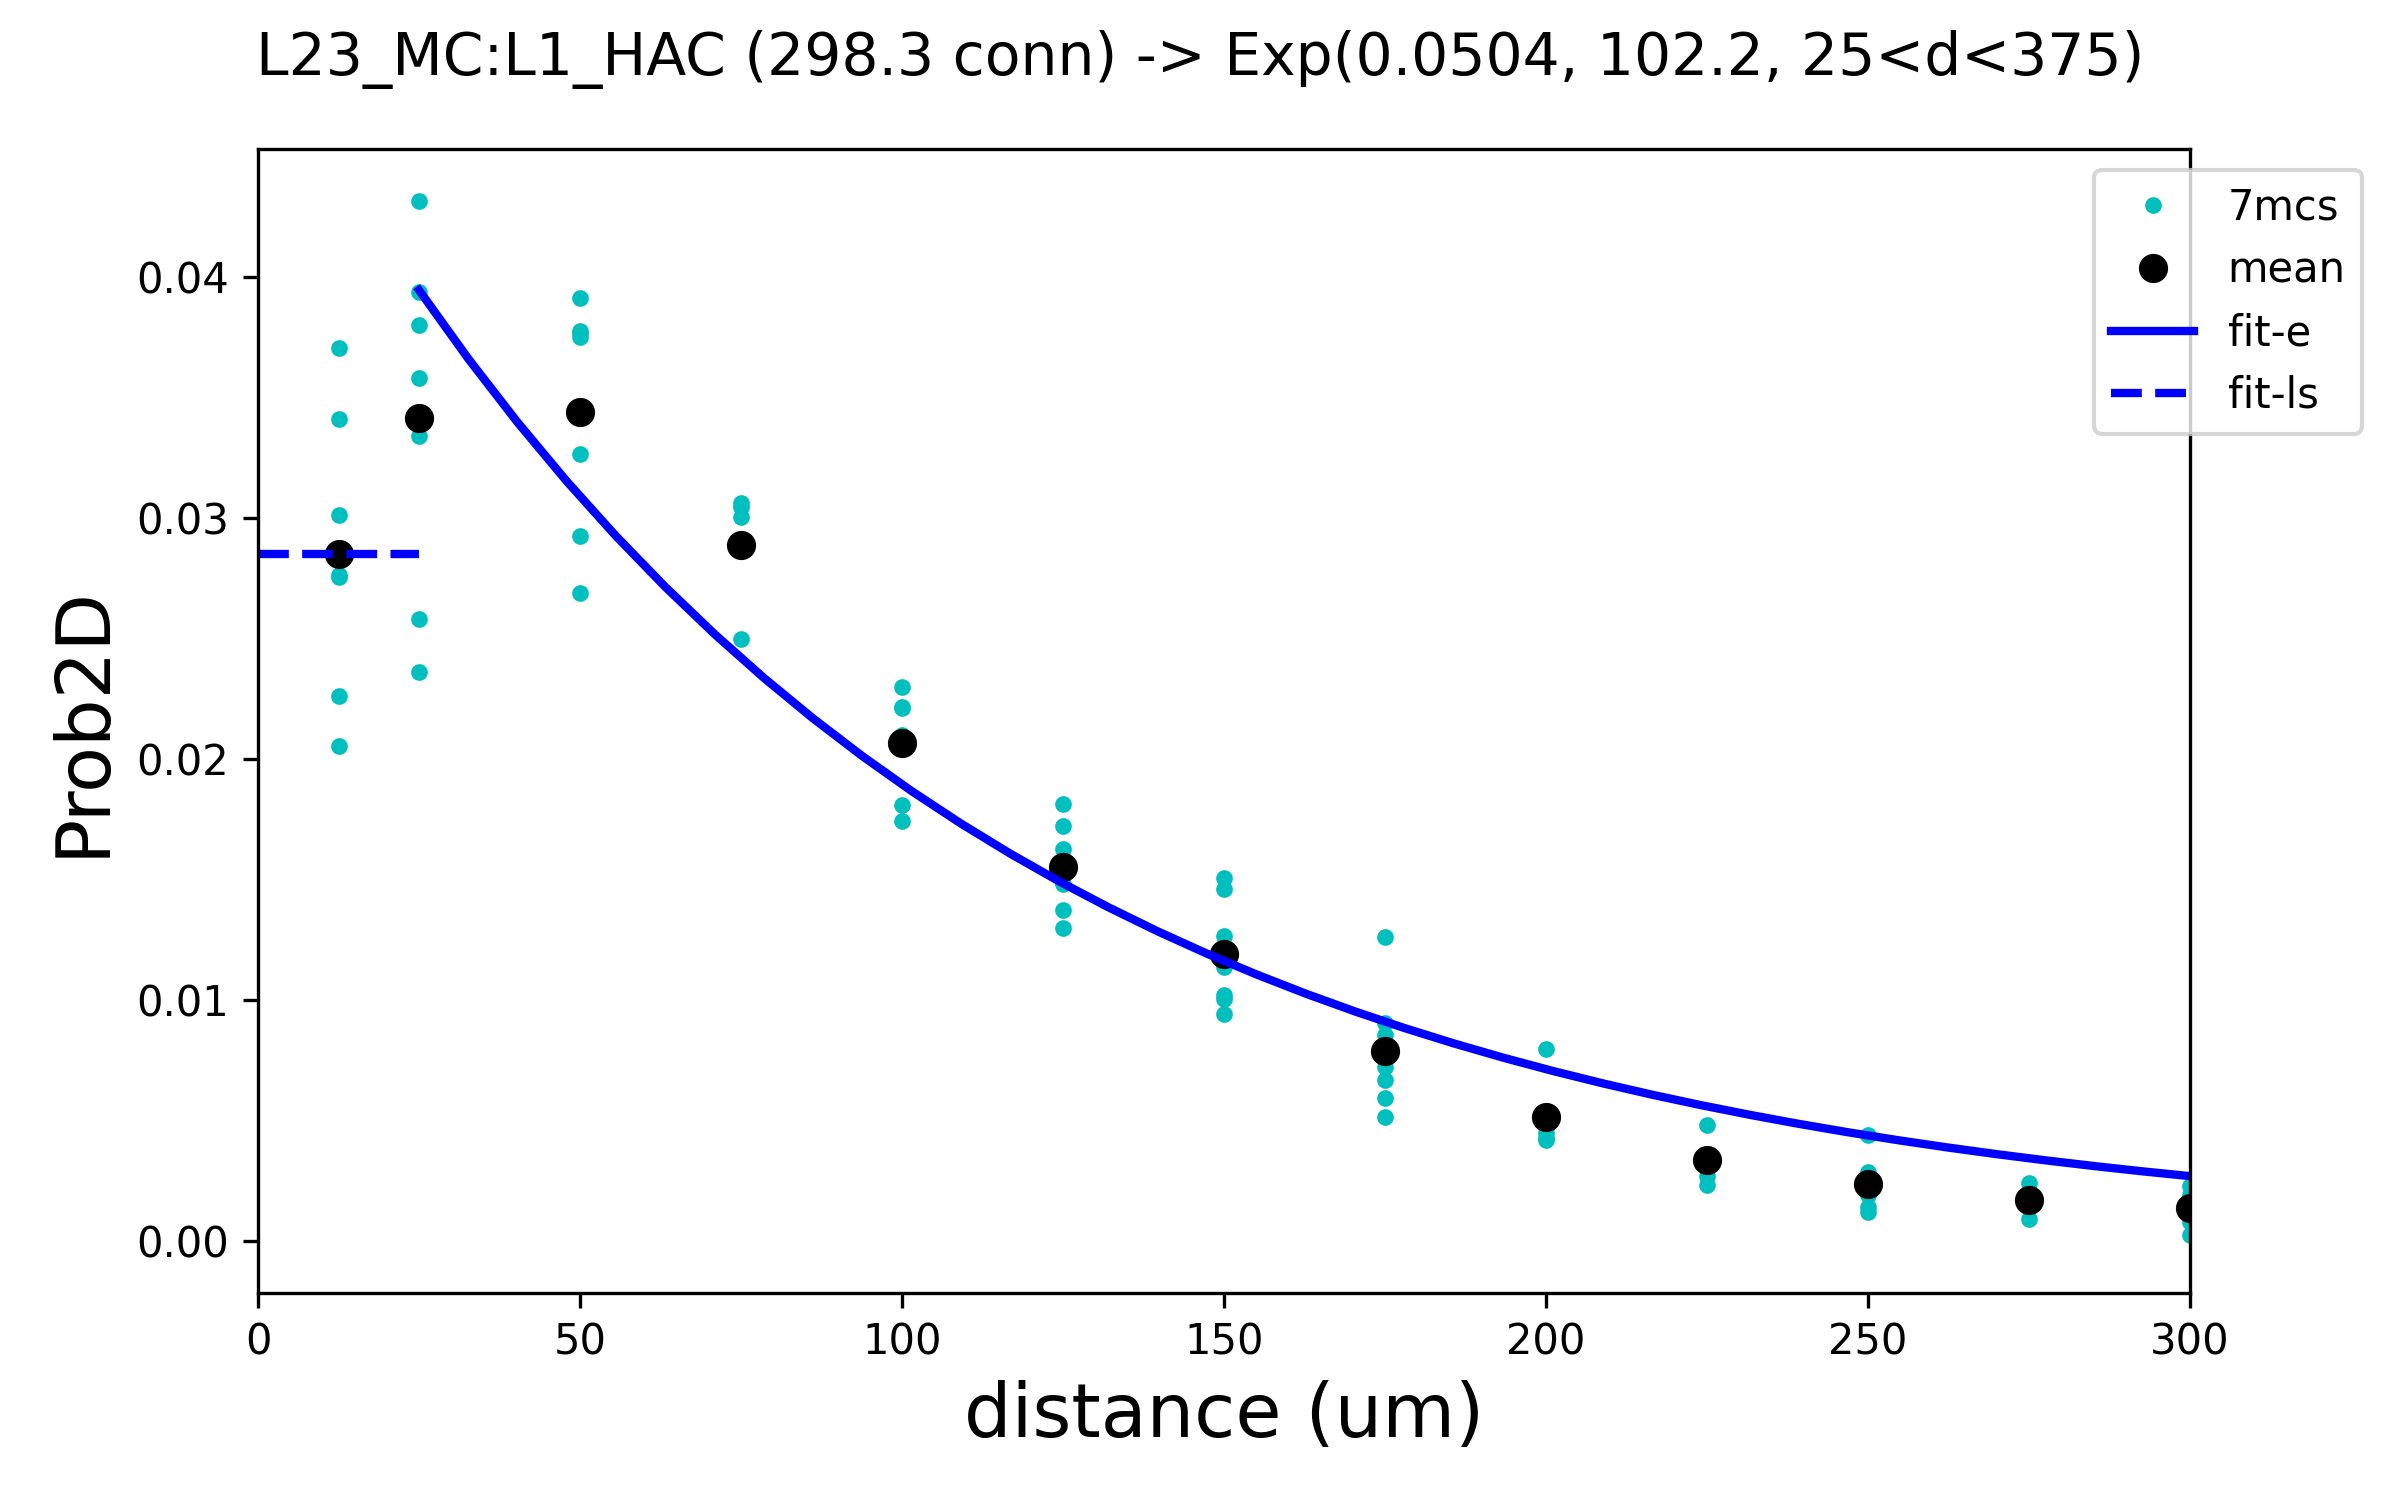 L23_MC:L1_HAC (298.3 conn) -> Exp(0.0504, 102.2, 25<d<375)
7mcs
mean
fit-e
fit-ls
Prob2D
0.04
0.03
0.02
0.01
0.00
0 50 100 150 200 250 300
distance (um)